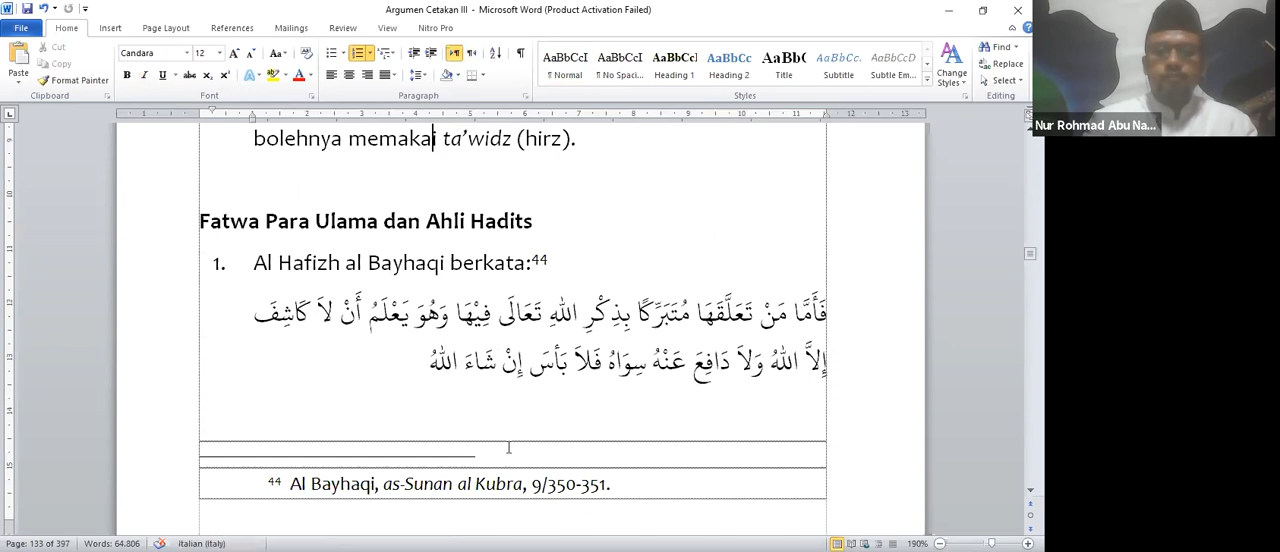 Argumen Cetakan III - Microsoft Word (Product Activation Failed)
File Home Insert Page Layout References Mailings Review View Nitro Pro
Paste Cut Copy Format Painter Clipboard
Candara 12 Font
Paragraph
AaBbCcI Normal AaBbCcI No Spaci... AaBbCcI Heading 1 AaBbCcI Heading 2 AaBb( Title AaBbCcI Subtitle AaBbCcI Subtle Em...
Change Styles
Styles
Find Replace Select Editing
Nur Rohmad Abu Na...
bolehnya memakai ta’widz (hirz).
Fatwa Para Ulama dan Ahli Hadits
1. Al Hafizh al Bayhaqi berkata:44
فَأَمَّا مَنْ تَعَلَّقَهَا مُتَبَرِّكًا بِذِكْرِ اللهِ تَعَالَى فِيْهَا وَهُوَ يَعْلَمُ أَنْ لاَ كَاشِفَ
إِلاَّ اللهُ وَلاَ دَافِعَ عَنْهُ سِوَاهُ فَلاَ بَأْسَ إِنْ شَاءَ اللهُ
44 Al Bayhaqi, as-Sunan al Kubra, 9/350-351.
Page: 133 of 397 Words: 64.806 Italian (Italy) 190%